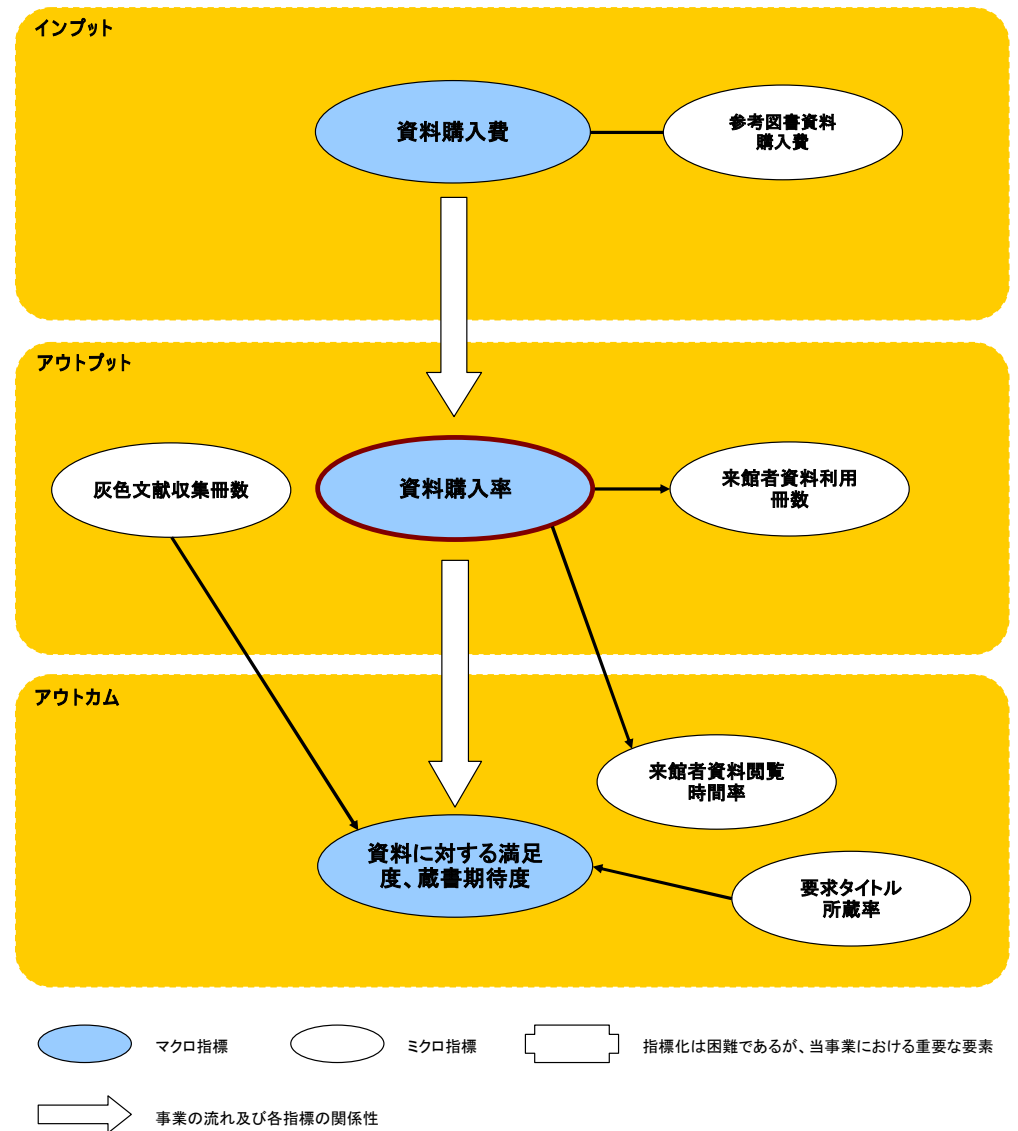 インプット
資料購入費
参考図書資料
購入費
アウトプット
灰色文献収集冊数
資料購入率
来館者資料利用
冊数
アウトカム
来館者資料閲覧
時間率
資料に対する満足
度、蔵書期待度
要求タイトル
所蔵率
マクロ指標
ミクロ指標
指標化は困難であるが、当事業における重要な要素
事業の流れ及び各指標の関係性